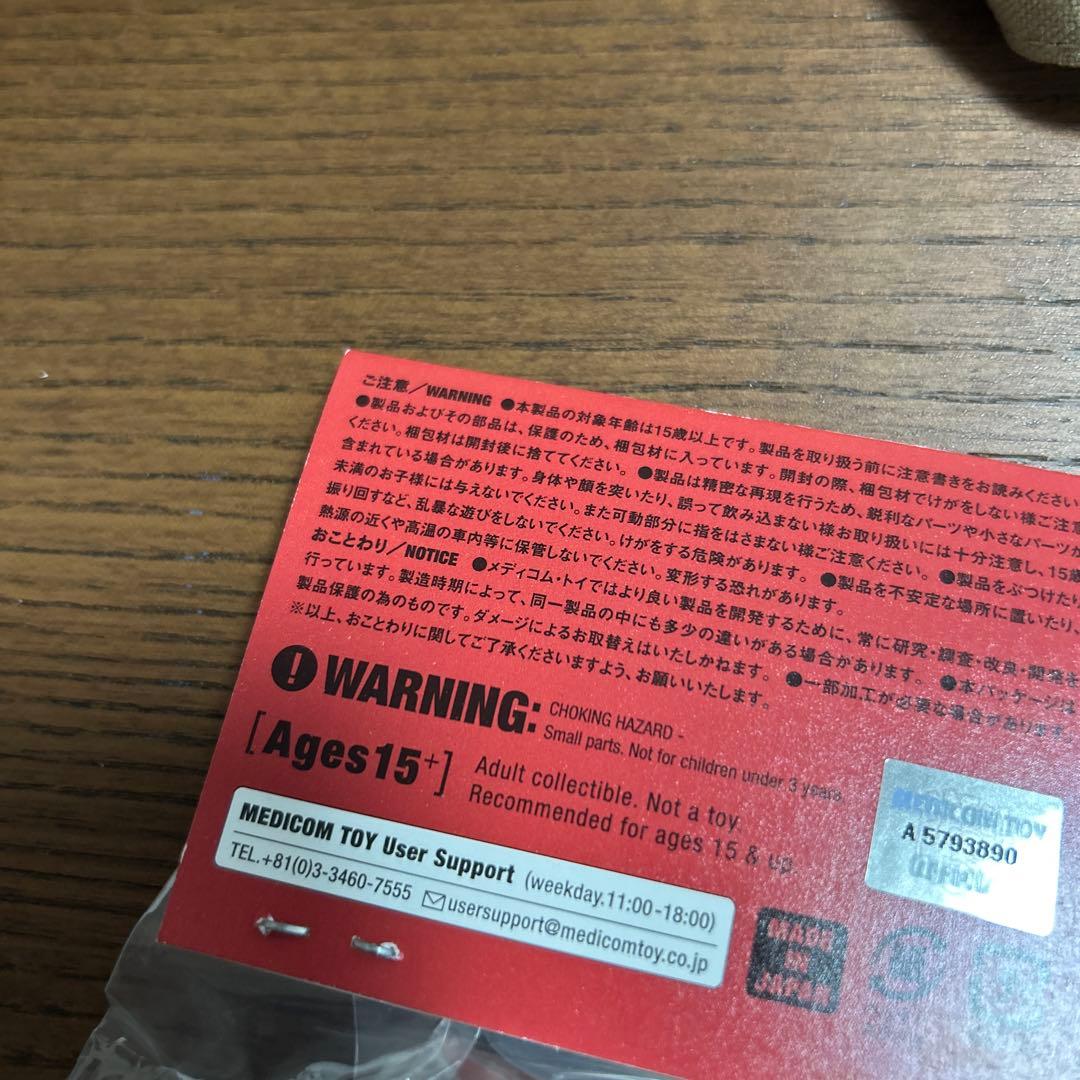 ご注意／WARNING ●本製品の対象年齢は15歳以上です。製品を取り扱う前に注意書きをお読みください
●製品およびその部品は、保護のため、梱包材に入っています。開封の際、梱包材でけがをしない様ご注意
ください。梱包材は開封後に捨ててください。 ●製品は精密な再現を行うため、鋭利なパーツや小さなパーツが
含まれている場合があります。身体や顔を突いたり、誤って飲み込まない様お取り扱いには十分注意し、15歳
未満のお子様には与えないでください。また可動部分に指をはさまない様ご注意ください。 ●製品をぶつけたり
振り回すなど、乱暴な遊びをしないでください。けがをする危険があります。 ●製品を不安定な場所に置いたり、
熱源の近くや高温の車内等に保管しないでください。変形する恐れがあります。
おことわり／NOTICE ●メディコム・トイではより良い製品を開発するために、常に研究・調査・改良・開発を
行っています。製造時期によって、同一製品の中にも多少の違いがある場合があります。 ●本パッケージは
製品保護の為のものです。ダメージによるお取替えはいたしかねます。 ●一部加工が必要な場合があります。
※以上、おことわりに関してご了承くださいますよう、お願いいたします。
WARNING: CHOKING HAZARD -
Small parts. Not for children under 3 years.
[Ages15+] Adult collectible. Not a toy
Recommended for ages 15 & up
MEDICOM TOY User Support (weekday.11:00-18:00)
TEL.+81(0)3-3460-7555 usersupport@medicomtoy.co.jp
MEDICOM TOY
A 5793890
MADE
IN
JAPAN